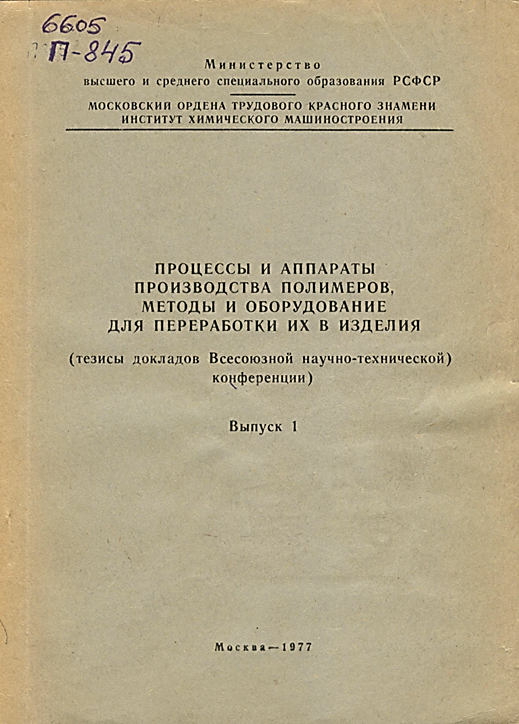 6605
П-845
Министерство
высшего и среднего специального образования РСФСР
МОСКОВСКИЙ ОРДЕНА ТРУДОВОГО КРАСНОГО ЗНАМЕНИ
ИНСТИТУТ ХИМИЧЕСКОГО МАШИНОСТРОЕНИЯ
ПРОЦЕССЫ И АППАРАТЫ
ПРОИЗВОДСТВА ПОЛИМЕРОВ,
МЕТОДЫ И ОБОРУДОВАНИЕ
ДЛЯ ПЕРЕРАБОТКИ ИХ В ИЗДЕЛИЯ
(тезисы докладов Всесоюзной научно-технической)
конференции)
Выпуск 1
Москва—1977